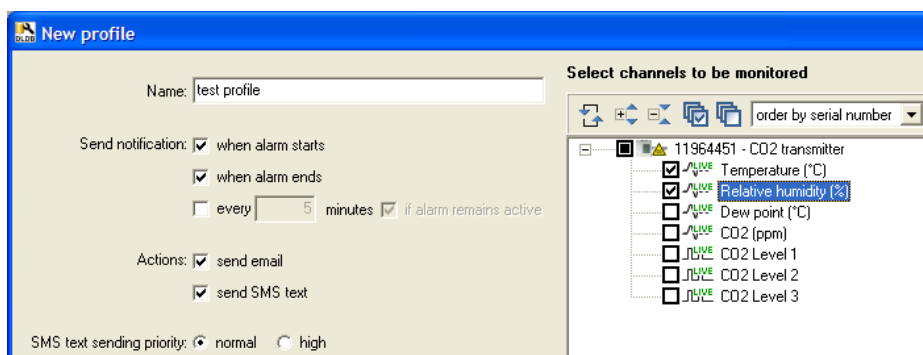 New profile
Name: test profile
Send notification: when alarm starts
when alarm ends
every 5 minutes if alarm remains active
Actions: send email
send SMS text
SMS text sending priority: normal high
Select channels to be monitored
order by serial number
11964451 - CO2 transmitter
LIVE Temperature (°C)
LIVE Relative humidity (%)
LIVE Dew point (°C)
LIVE CO2 (ppm)
LIVE CO2 Level 1
LIVE CO2 Level 2
LIVE CO2 Level 3